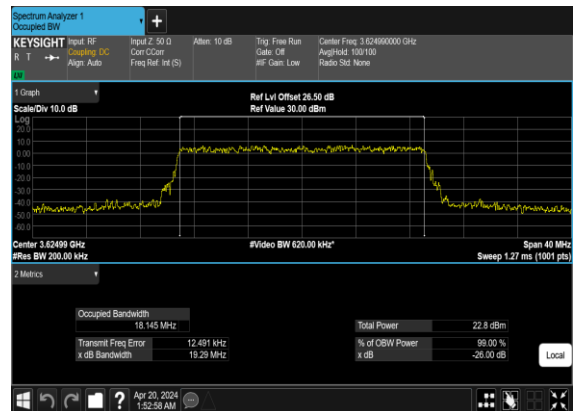 Spectrum Analyzer 1
Occupied BW
KEYSIGHT Input: RF Input Z: 50 Ω Atten: 10 dB Trig: Free Run Center Freq: 3.624990000 GHz
R T Coupling: DC Corr CCorr Gate: Off Avg|Hold: 100/100
Align: Auto Freq Ref: Int (S) #IF Gain: Low Radio Std: None
1 Graph
Ref Lvl Offset 26.50 dB
Scale/Div 10.0 dB Ref Value 30.00 dBm
Log
20.0
10.0
0.00
-10.0
-20.0
-30.0
-40.0
-50.0
-60.0
Center 3.62499 GHz #Video BW 620.00 kHz* Span 40 MHz
#Res BW 200.00 kHz Sweep 1.27 ms (1001 pts)
2 Metrics
Occupied Bandwidth
18.145 MHz Total Power 22.8 dBm
Transmit Freq Error 12.491 kHz % of OBW Power 99.00 %
x dB Bandwidth 19.29 MHz x dB -26.00 dB
Local
? Apr 20, 2024
1:52:58 AM